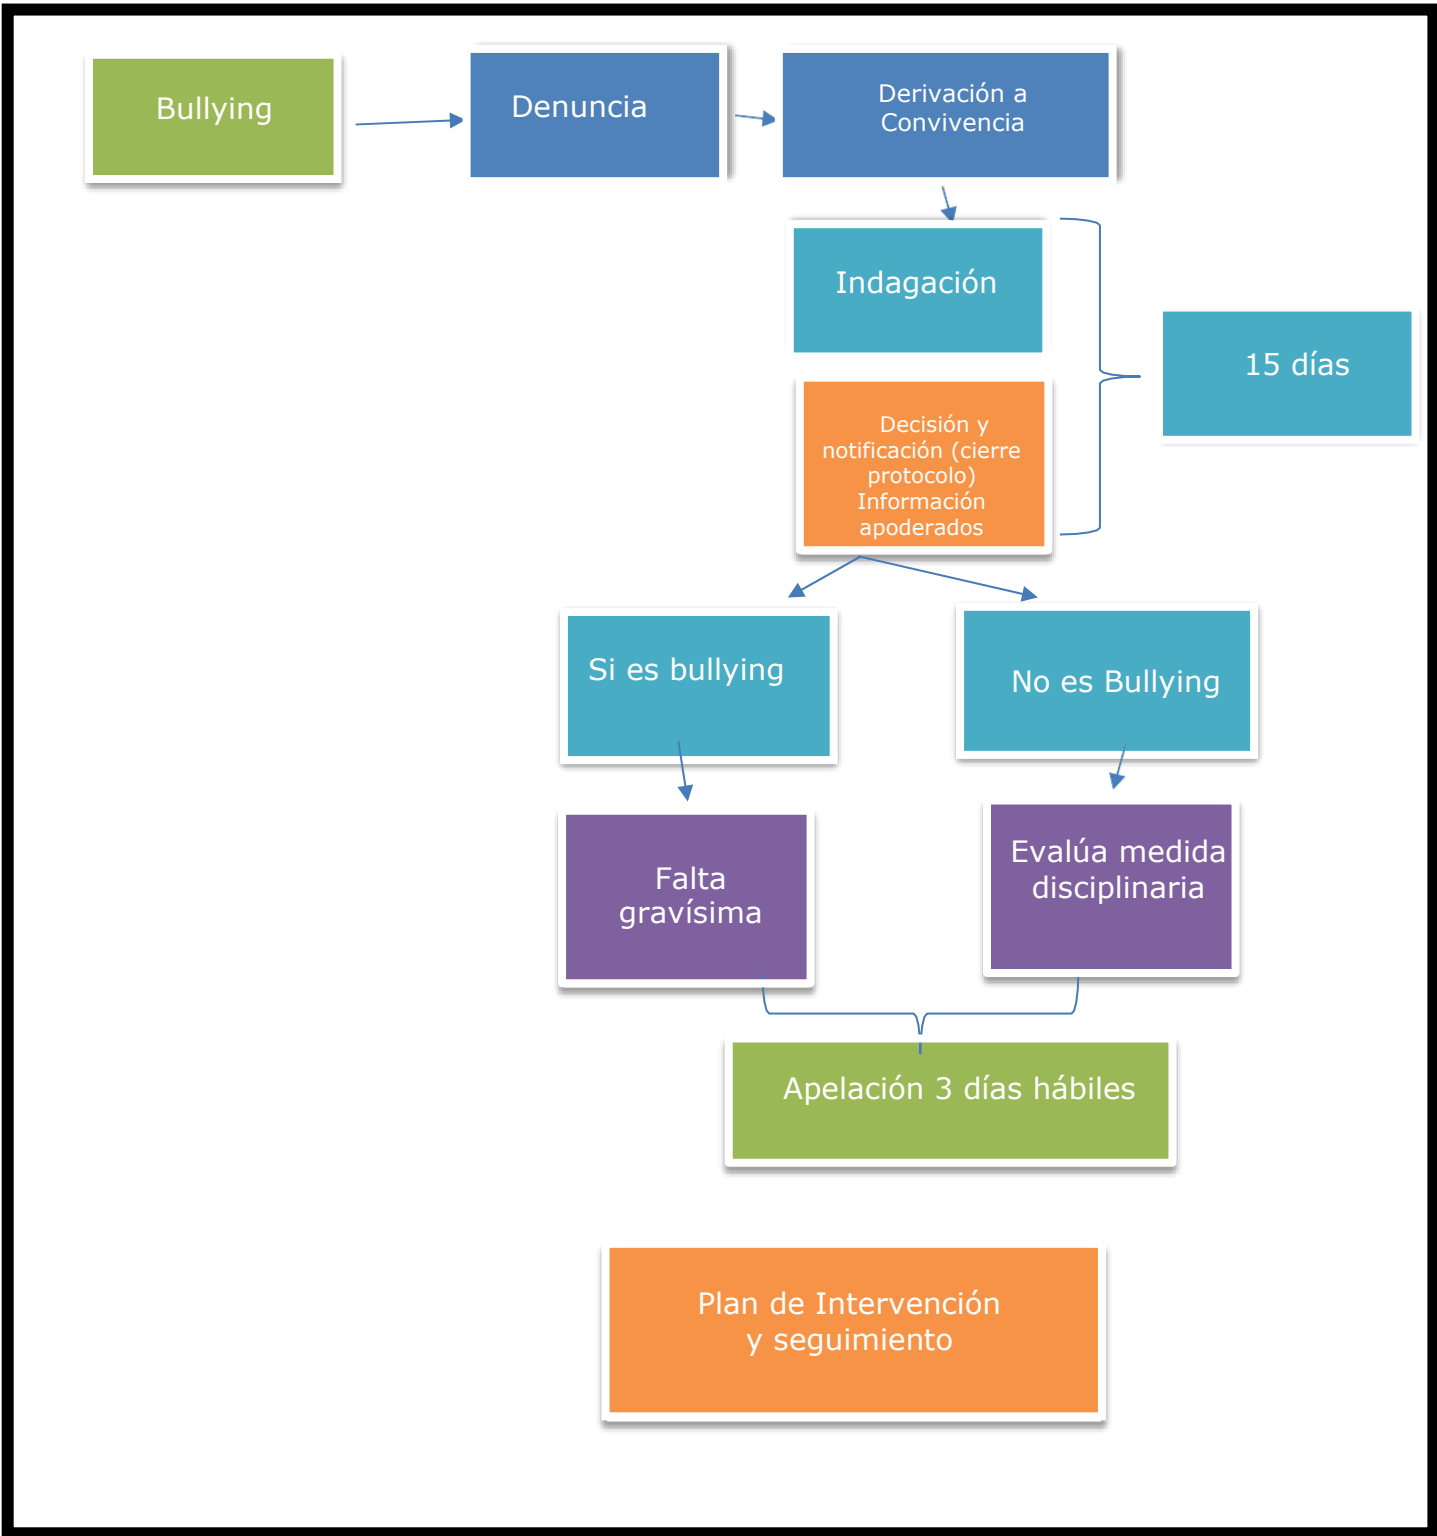 Bullying
Denuncia
Derivación a
Convivencia
Indagación
15 días
Decisión y
notificación (cierre
protocolo)
Información
apoderados
Si es bullying
No es Bullying
Falta
gravísima
Evalúa medida
disciplinaria
Apelación 3 días hábiles
Plan de Intervención
y seguimiento